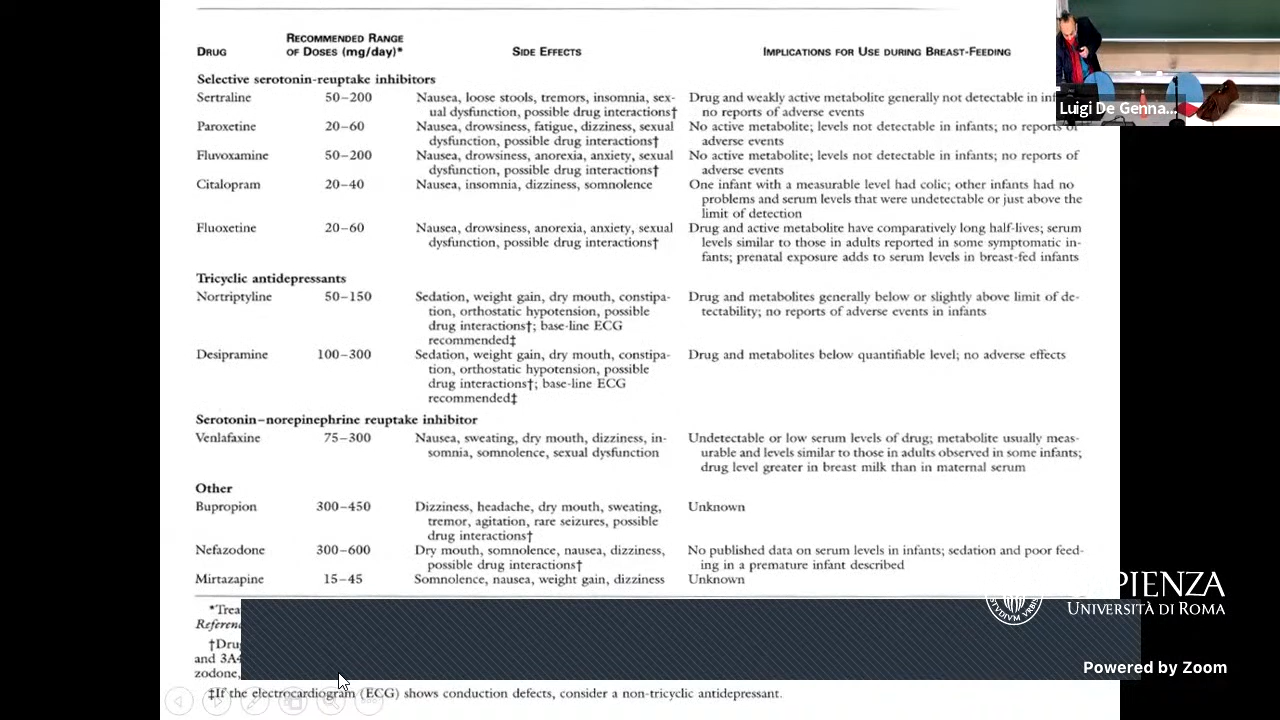 DRUG
RECOMMENDED RANGE
OF DOSES (mg/day)*
SIDE EFFECTS
IMPLICATIONS FOR USE DURING BREAST-FEEDING
Selective serotonin-reuptake inhibitors
Sertraline 50–200 Nausea, loose stools, tremors, insomnia, sex-
ual dysfunction, possible drug interactions†
Drug and weakly active metabolite generally not detectable in
no reports of adverse events
Paroxetine 20–60 Nausea, drowsiness, fatigue, dizziness, sexual
dysfunction, possible drug interactions†
No active metabolite; levels not detectable in infants; no reports of
adverse events
Fluvoxamine 50–200 Nausea, drowsiness, anorexia, anxiety, sexual
dysfunction, possible drug interactions†
No active metabolite; levels not detectable in infants; no reports of
adverse events
Citalopram 20–40 Nausea, insomnia, dizziness, somnolence
One infant with a measurable level had colic; other infants had no
problems and serum levels that were undetectable or just above the
limit of detection
Fluoxetine 20–60 Nausea, drowsiness, anorexia, anxiety, sexual
dysfunction, possible drug interactions†
Drug and active metabolite have comparatively long half-lives; serum
levels similar to those in adults reported in some symptomatic in-
fants; prenatal exposure adds to serum levels in breast-fed infants
Tricyclic antidepressants
Nortriptyline 50–150 Sedation, weight gain, dry mouth, constipa-
tion, orthostatic hypotension, possible
drug interactions†; base-line ECG
recommended‡
Drug and metabolites generally below or slightly above limit of de-
tectability; no reports of adverse events in infants
Desipramine 100–300 Sedation, weight gain, dry mouth, constipa-
tion, orthostatic hypotension, possible
drug interactions†; base-line ECG
recommended‡
Drug and metabolites below quantifiable level; no adverse effects
Serotonin–norepinephrine reuptake inhibitor
Venlafaxine 75–300 Nausea, sweating, dry mouth, dizziness, in-
somnia, somnolence, sexual dysfunction
Undetectable or low serum levels of drug; metabolite usually meas-
urable and levels similar to those in adults observed in some infants;
drug level greater in breast milk than in maternal serum
Other
Bupropion 300–450 Dizziness, headache, dry mouth, sweating,
tremor, agitation, rare seizures, possible
drug interactions†
Unknown
Nefazodone 300–600 Dry mouth, somnolence, nausea, dizziness,
possible drug interactions†
No published data on serum levels in infants; sedation and poor feed-
ing in a premature infant described
Mirtazapine 15–45 Somnolence, nausea, weight gain, dizziness
Unknown
and 3A4
zodone,
‡If the electrocardiogram (ECG) shows conduction defects, consider a non-tricyclic antidepressant.
Luigi De Genna...
UNIVERSITÀ DI ROMA
Powered by Zoom